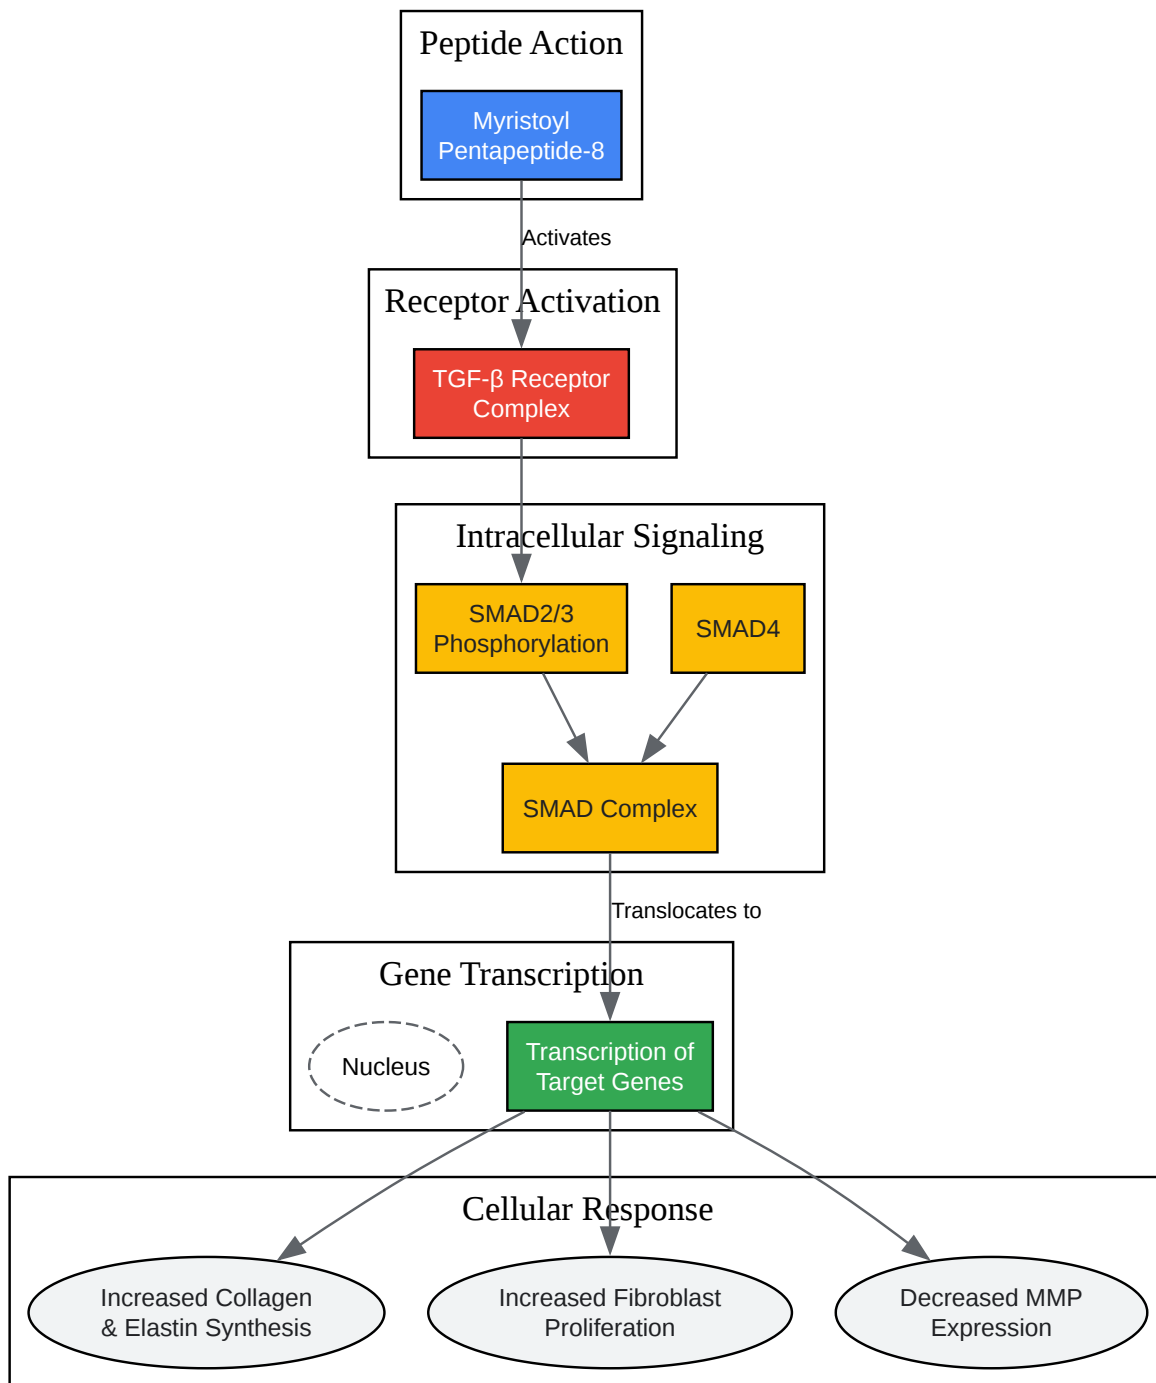 Peptide Action
Myristoyl
Pentapeptide-8
Activates
Receptor Activation
TGF-β Receptor
Complex
Intracellular Signaling
SMAD2/3
Phosphorylation
SMAD4
SMAD Complex
Translocates to
Gene Transcription
Nucleus
Transcription of
Target Genes
Cellular Response
Increased Collagen
& Elastin Synthesis
Increased Fibroblast
Proliferation
Decreased MMP
Expression